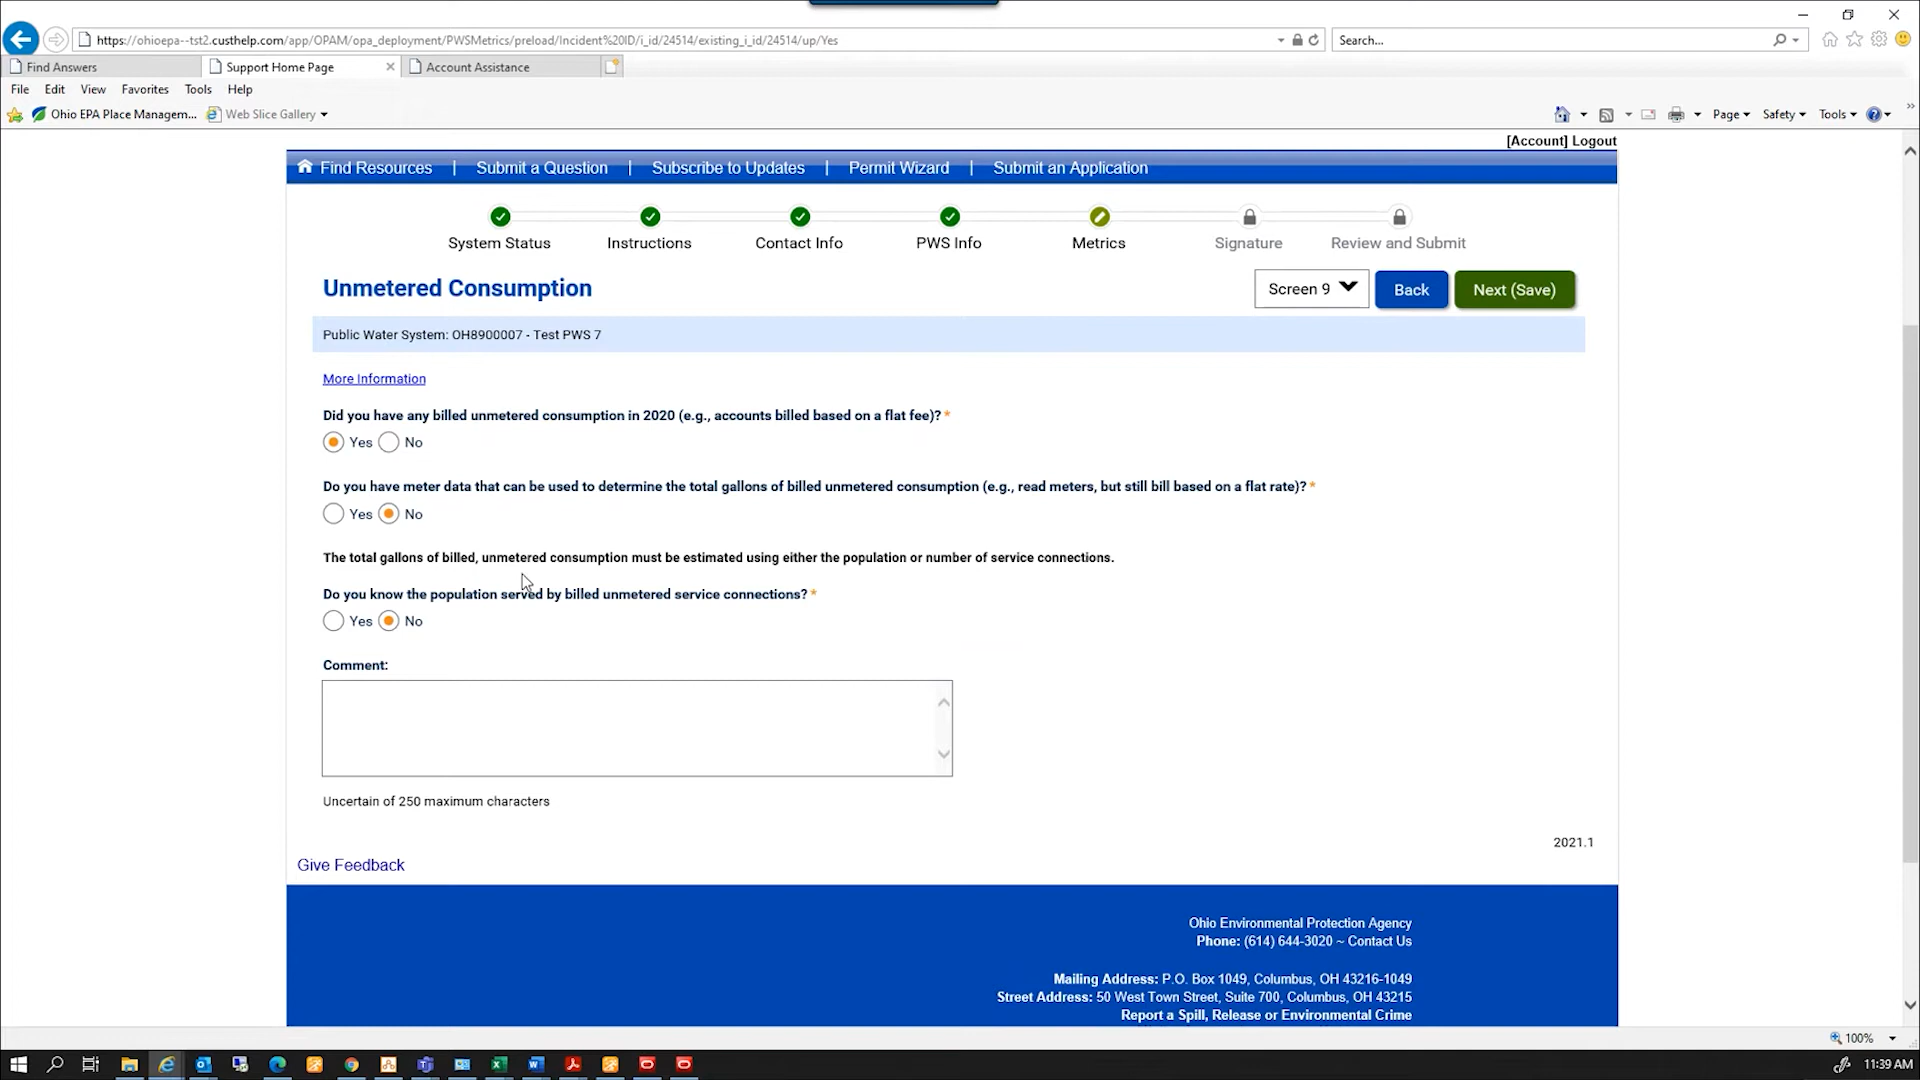 https://ohioepa--tst2.custhelp.com/app/OPAM/opa_deployment/PWSMetrics/preload/Incident%20ID/i_id/24514/existing_i_id/24514/up/Yes
Search...
Find Answers
Support Home Page
Account Assistance
File Edit View Favorites Tools Help
Ohio EPA Place Managem... Web Slice Gallery
Page Safety Tools
[Account] Logout
Find Resources | Submit a Question | Subscribe to Updates | Permit Wizard | Submit an Application
System Status Instructions Contact Info PWS Info Metrics Signature Review and Submit
Unmetered Consumption
Screen 9 Back Next (Save)
Public Water System: OH8900007 - Test PWS 7
More Information
Did you have any billed unmetered consumption in 2020 (e.g., accounts billed based on a flat fee)? *
Yes No
Do you have meter data that can be used to determine the total gallons of billed unmetered consumption (e.g., read meters, but still bill based on a flat rate)? *
Yes No
The total gallons of billed, unmetered consumption must be estimated using either the population or number of service connections.
Do you know the population served by billed unmetered service connections? *
Yes No
Comment:
Uncertain of 250 maximum characters
2021.1
Give Feedback
Ohio Environmental Protection Agency
Phone: (614) 644-3020 ~ Contact Us
Mailing Address: P.O. Box 1049, Columbus, OH 43216-1049
Street Address: 50 West Town Street, Suite 700, Columbus, OH 43215
Report a Spill, Release or Environmental Crime
100%
11:39 AM